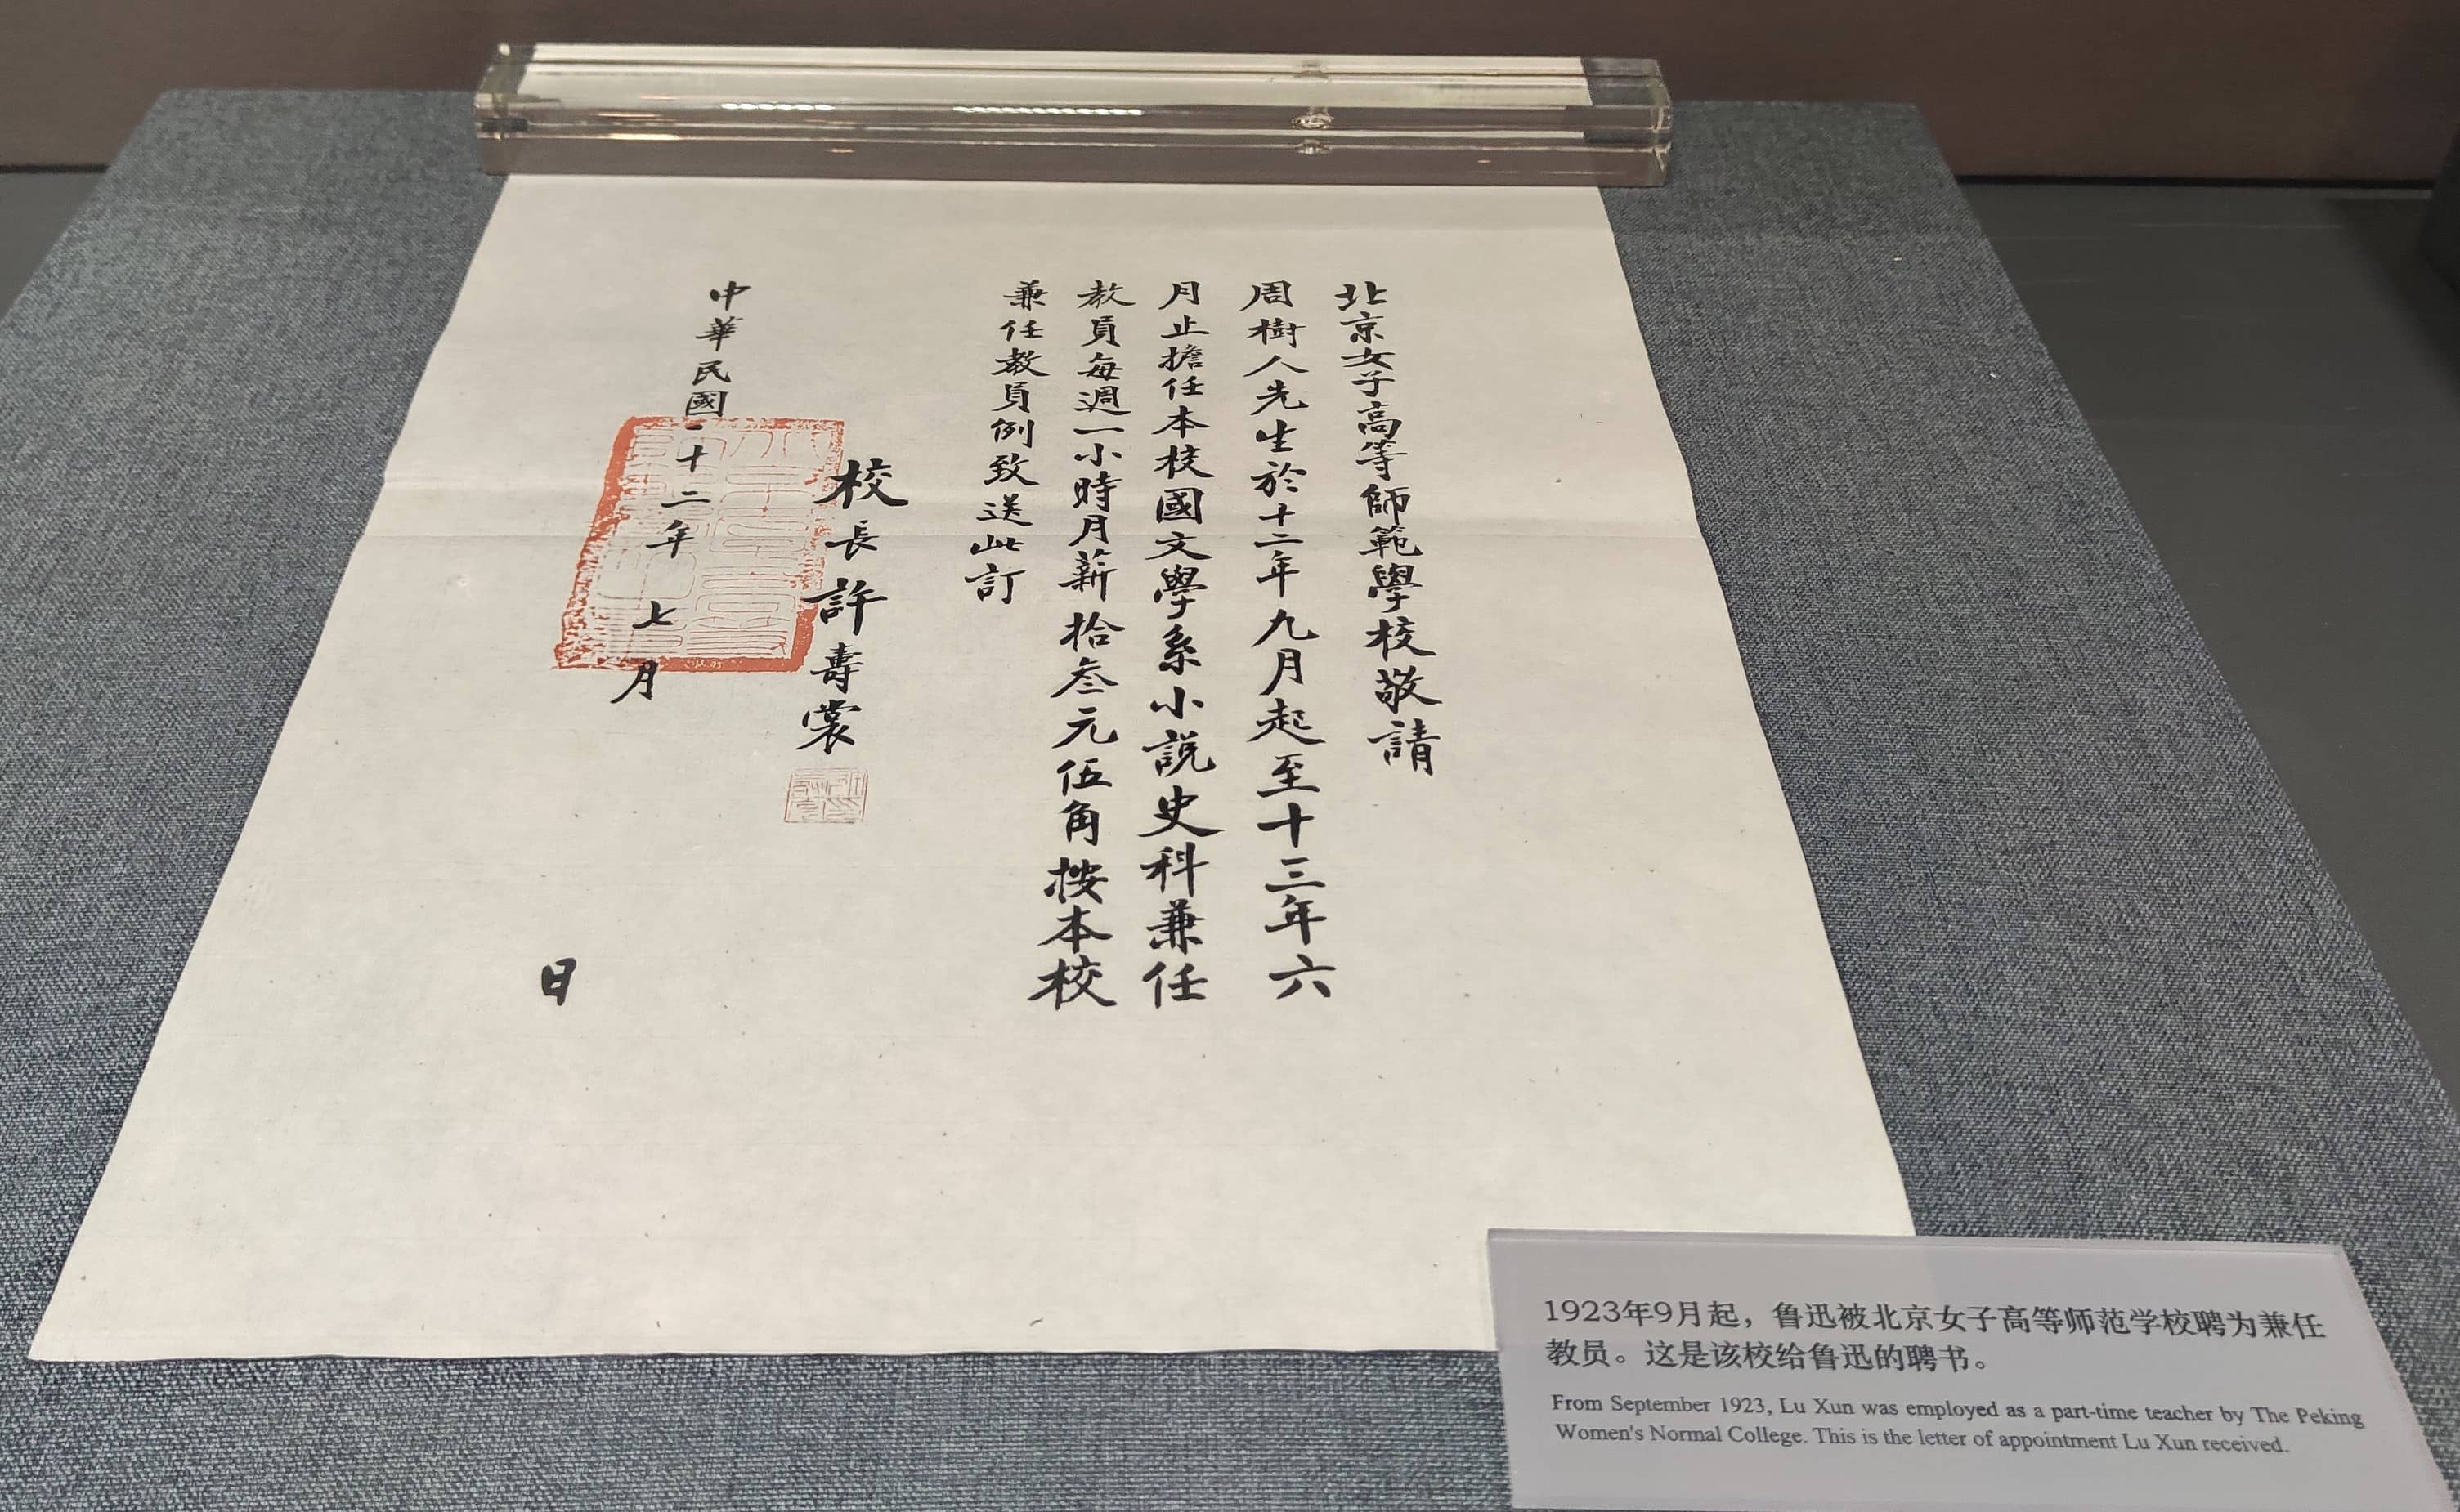 北京女子高等師範學校敬請
周樹人先生於十二年九月起至十三年六
月止擔任本校國文學系小説史科兼任
教員每週一小時月薪拾叁元伍角按本校
兼任教員例致送此訂
校長許壽裳
中華民國十二年七月 日
1923年9月起，鲁迅被北京女子高等师范学校聘为兼任
教员。这是该校给鲁迅的聘书。
From September 1923, Lu Xun was employed as a part-time teacher by The Peking
Women's Normal College. This is the letter of appointment Lu Xun received.